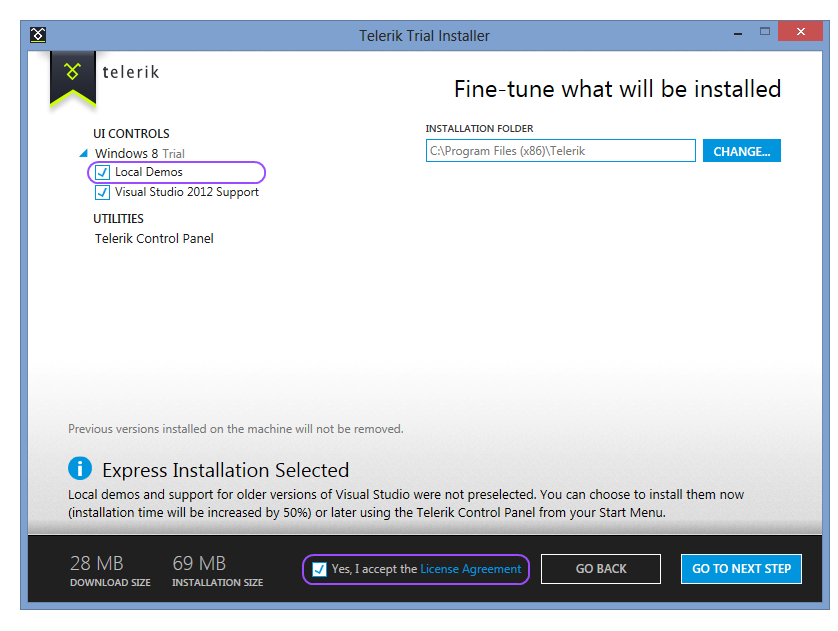 Telerik Trial Installer
telerik
Fine-tune what will be installed
UI CONTROLS
Windows 8 Trial
Local Demos
Visual Studio 2012 Support
UTILITIES
Telerik Control Panel
INSTALLATION FOLDER
C:\Program Files (x86)\Telerik
CHANGE...
Previous versions installed on the machine will not be removed.
Express Installation Selected
Local demos and support for older versions of Visual Studio were not preselected. You can choose to install them now
(installation time will be increased by 50%) or later using the Telerik Control Panel from your Start Menu.
28 MB
DOWNLOAD SIZE
69 MB
INSTALLATION SIZE
Yes, I accept the License Agreement
GO BACK
GO TO NEXT STEP